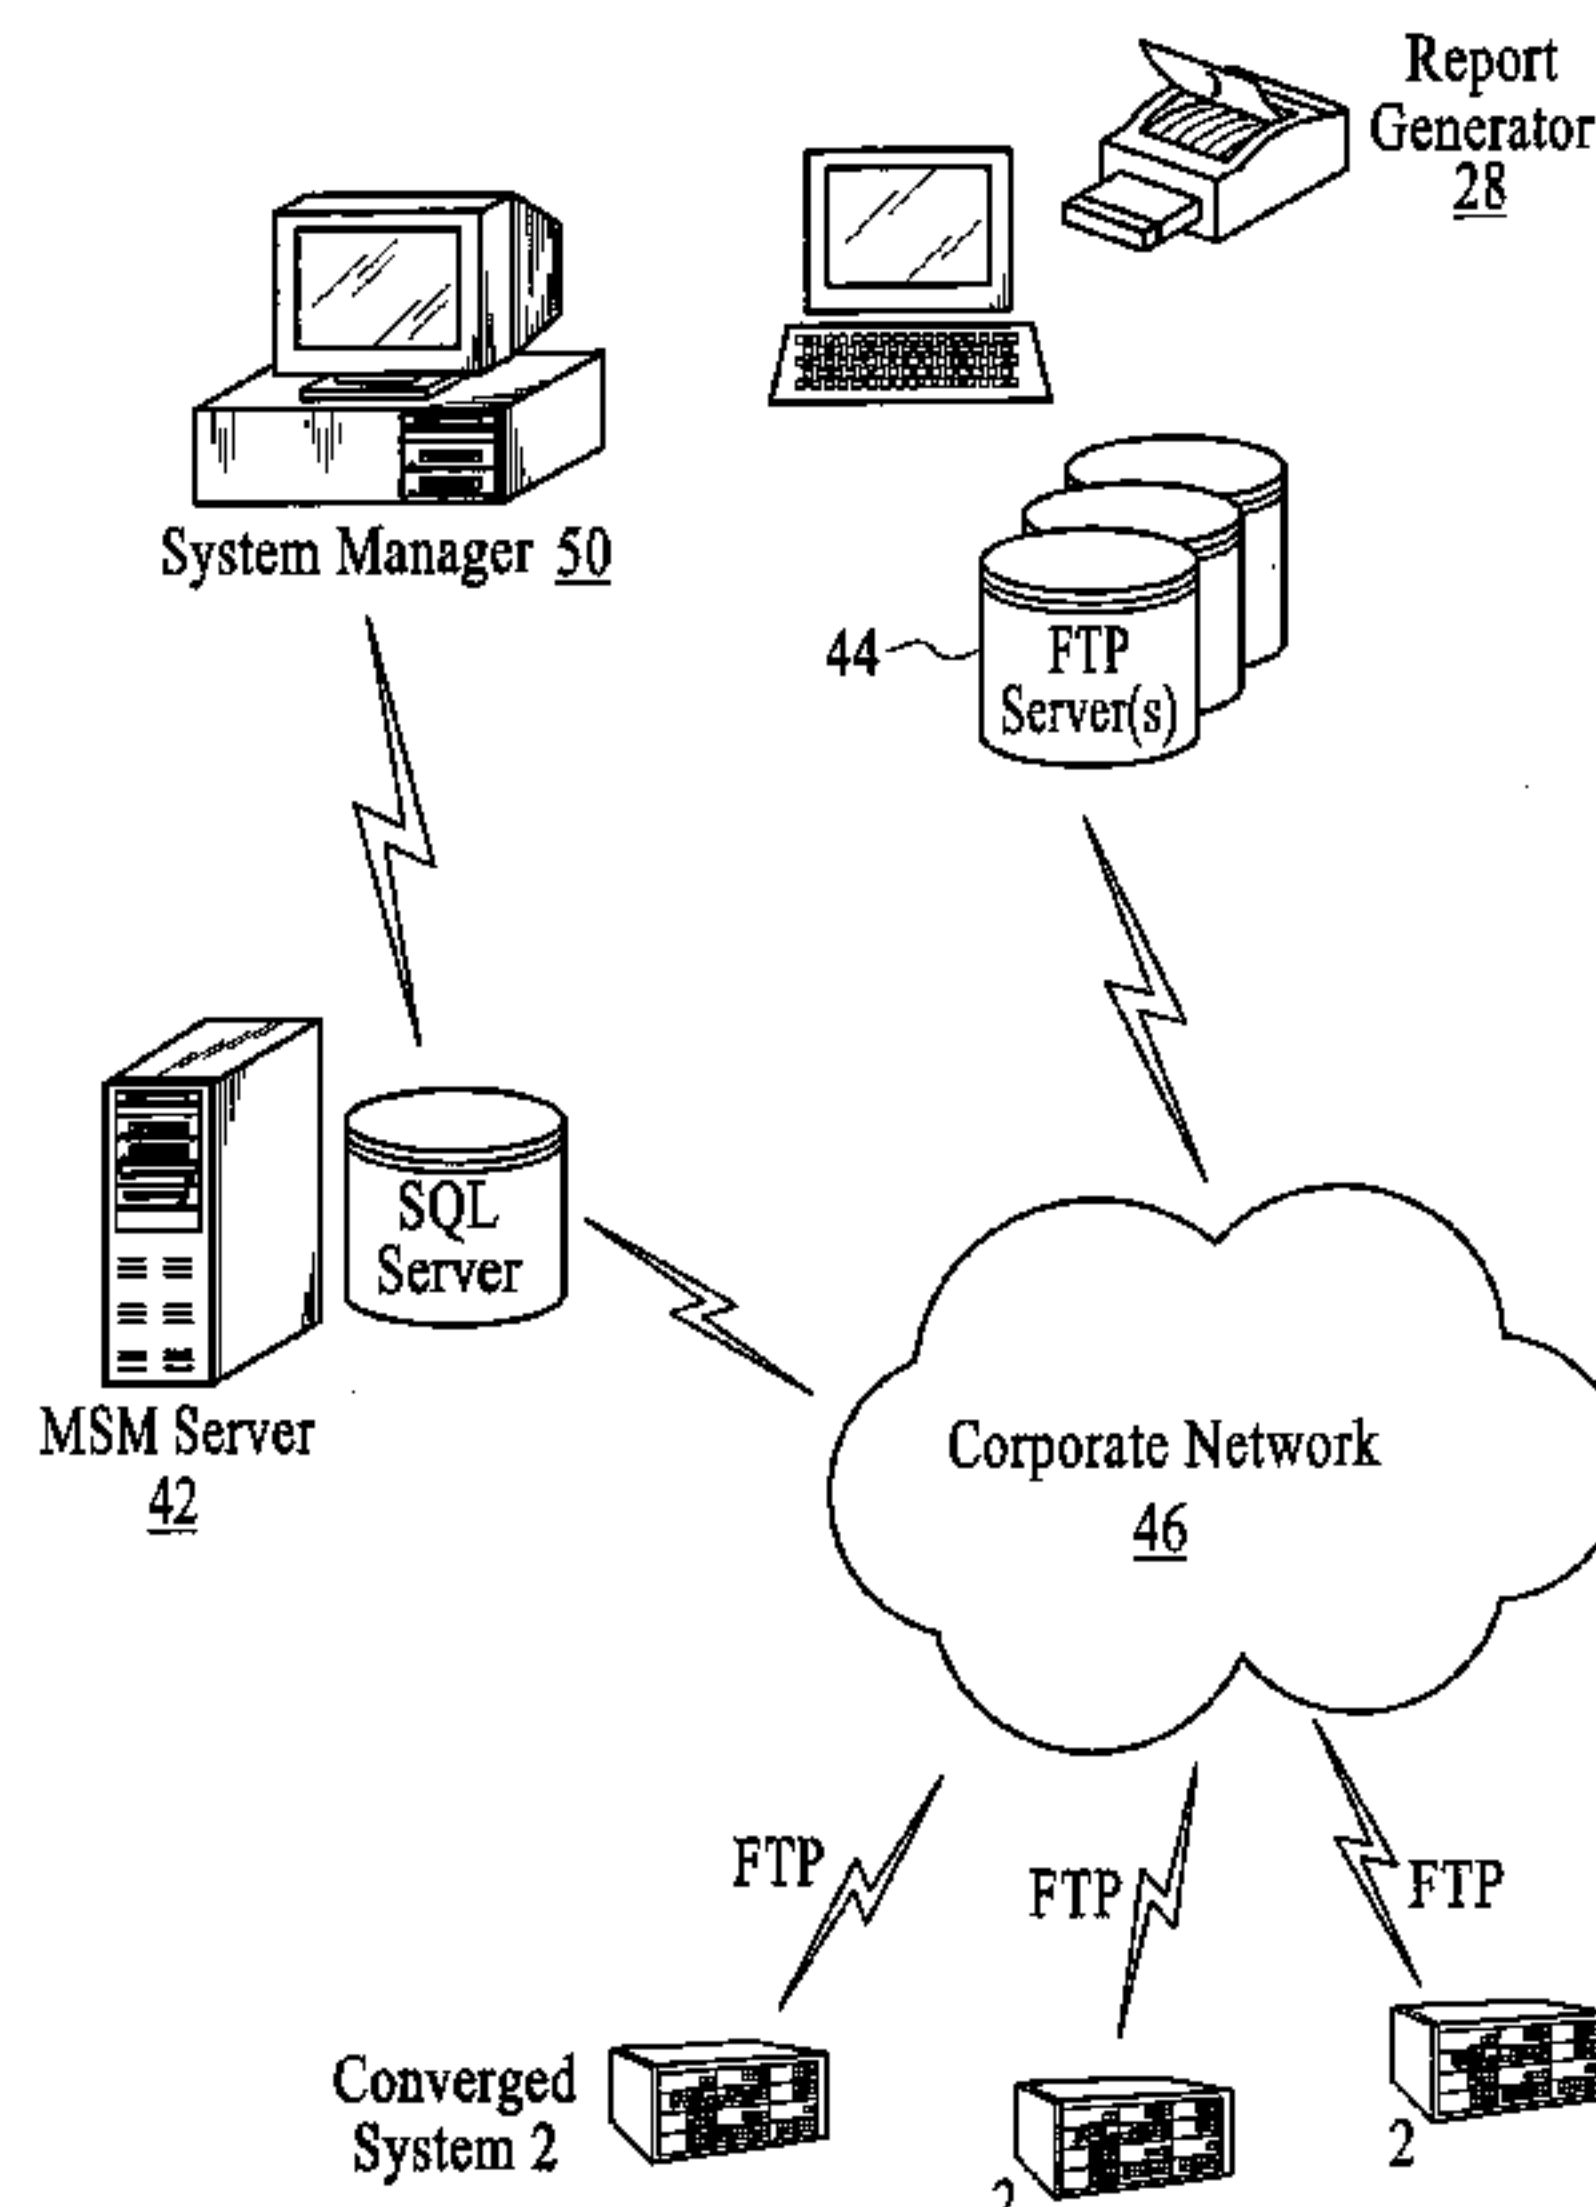 Report
Generator
28
System Manager 50
44
FTP
Server(s)
SQL
Server
MSM Server
42
Corporate Network
46
FTP
FTP
FTP
Converged
System 2
2
2